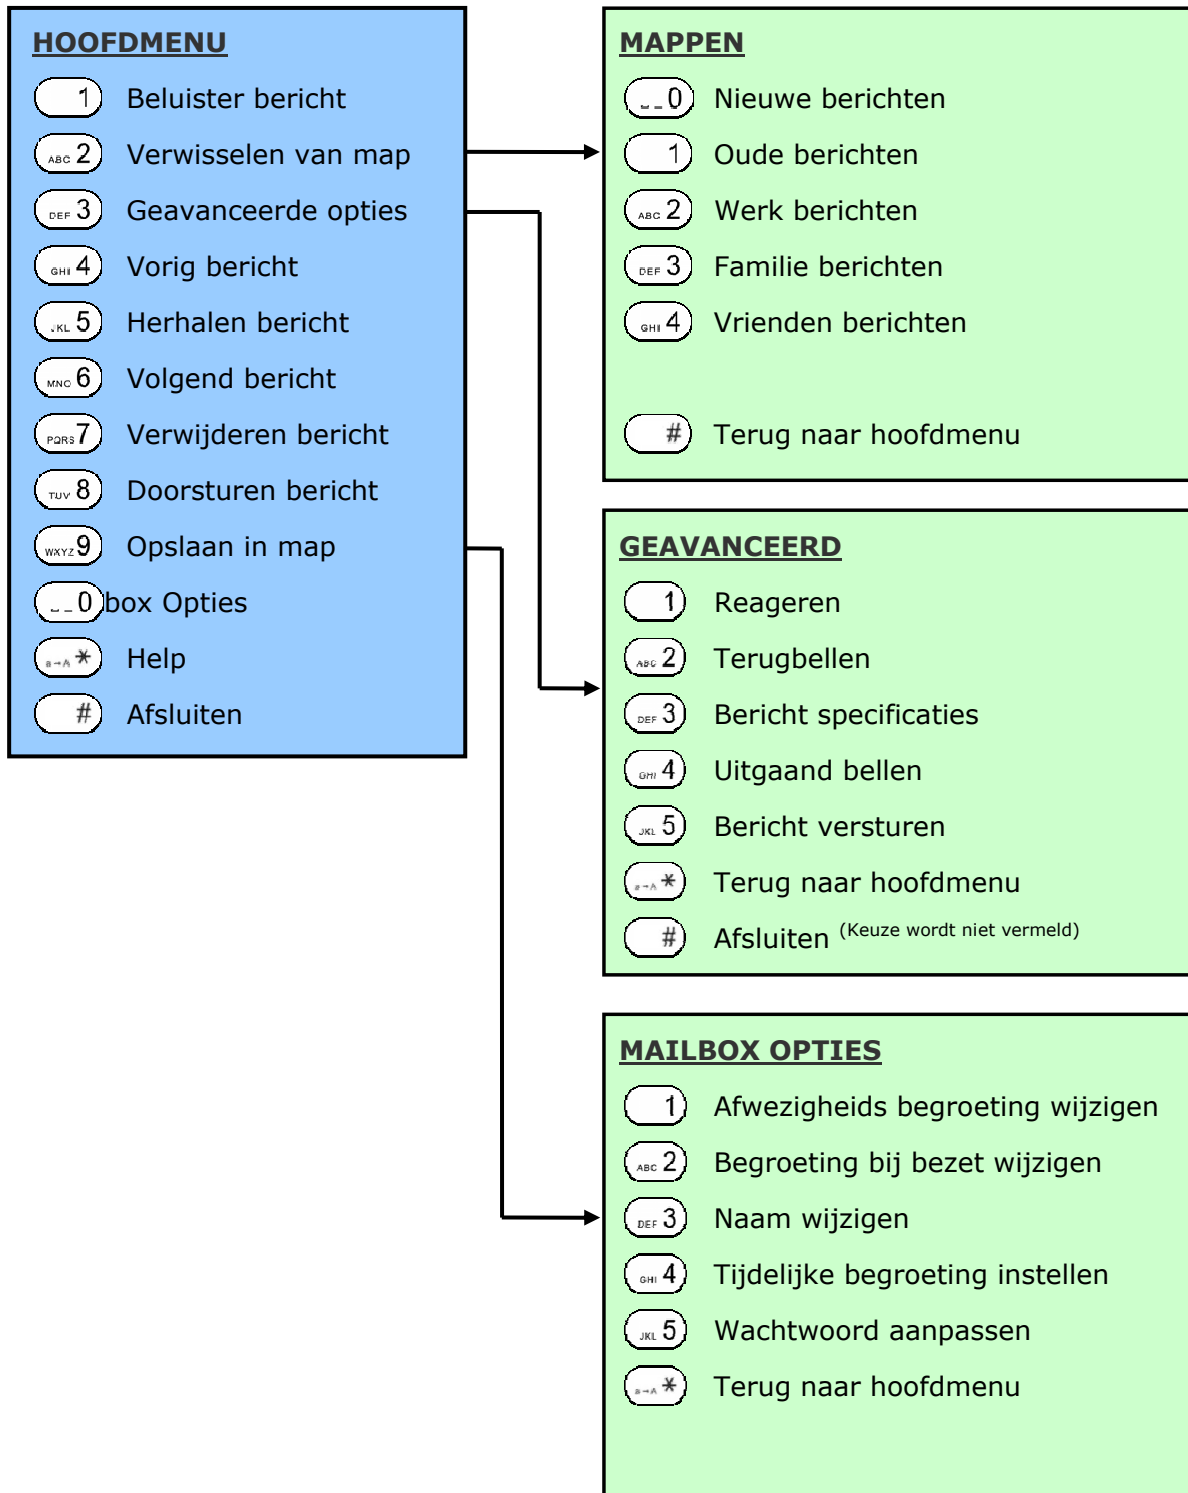 HOOFDMENU
1 Beluister bericht
ABC 2 Verwisselen van map
DEF 3 Geavanceerde opties
GHI 4 Vorig bericht
JKL 5 Herhalen bericht
MNO 6 Volgend bericht
PQRS 7 Verwijderen bericht
TUV 8 Doorsturen bericht
WXYZ 9 Opslaan in map
0 box Opties
a→A * Help
# Afsluiten
MAPPEN
0 Nieuwe berichten
1 Oude berichten
ABC 2 Werk berichten
DEF 3 Familie berichten
GHI 4 Vrienden berichten
# Terug naar hoofdmenu
GEAVANCEERD
1 Reageren
ABC 2 Terugbellen
DEF 3 Bericht specificaties
GHI 4 Uitgaand bellen
JKL 5 Bericht versturen
a→A * Terug naar hoofdmenu
# Afsluiten (Keuze wordt niet vermeld)
MAILBOX OPTIES
1 Afwezigheids begroeting wijzigen
ABC 2 Begroeting bij bezet wijzigen
DEF 3 Naam wijzigen
GHI 4 Tijdelijke begroeting instellen
JKL 5 Wachtwoord aanpassen
a→A * Terug naar hoofdmenu